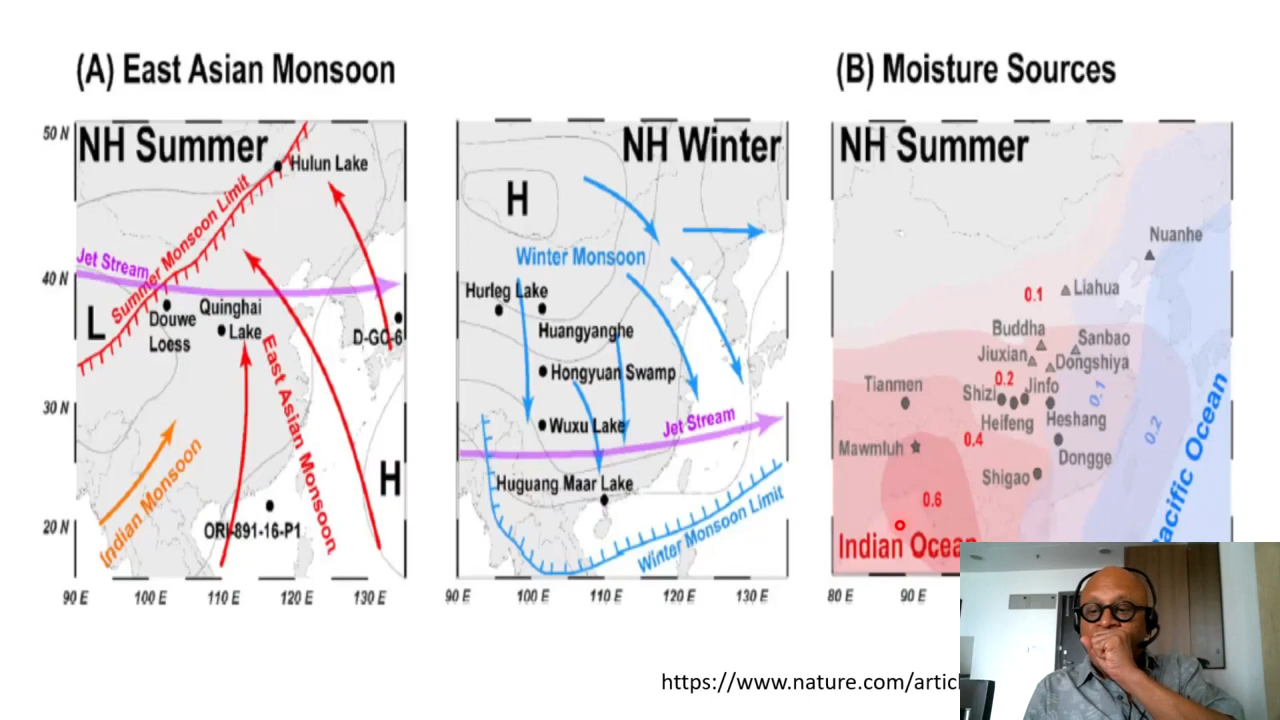 (A) East Asian Monsoon
(B) Moisture Sources
50 N
40 N
30 N
20 N
NH Summer
Hulun Lake
Summer Monsoon Limit
Jet Stream
L
Douwe
Loess
Quinghai
Lake
D-GC-6
East Asian Monsoon
Indian Monsoon
H
ORI-891-16-P1
90 E
100 E
110 E
120 E
130 E
NH Winter
H
Winter Monsoon
Hurleg Lake
Huangyanghe
Hongyuan Swamp
Wuxu Lake
Jet Stream
Huguang Maar Lake
Winter Monsoon Limit
90 E
100 E
110 E
120 E
130 E
NH Summer
Nuanhe
Liahua
0.1
Buddha
Sanbao
Jiuxian
Dongshiya
0.2
Tianmen
Shizi
Jinfo
0.1
Heifeng
Heshang
0.2
0.4
Mawmluh
Dongge
Shigao
0.6
Indian Ocean
Pacific Ocean
80 E
90 E
https://www.nature.com/artic